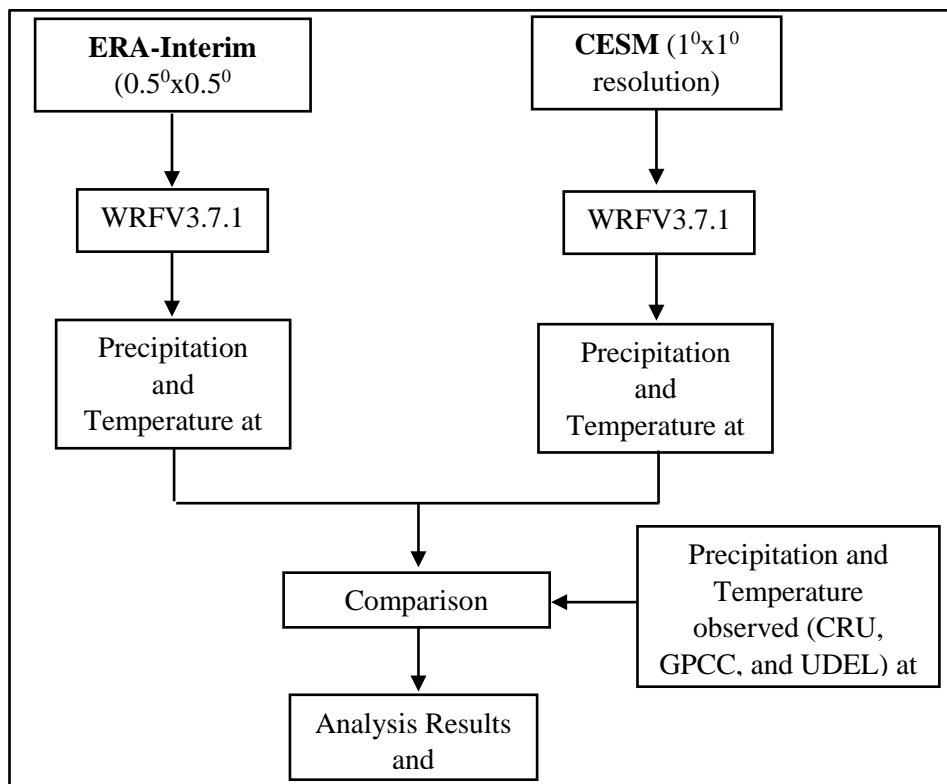 ERA-Interim
(0.5⁰x0.5⁰
CESM (1⁰x1⁰
resolution)
WRFV3.7.1
WRFV3.7.1
Precipitation
and
Temperature at
Precipitation
and
Temperature at
Comparison
Precipitation and
Temperature
observed (CRU,
GPCC, and UDEL) at
Analysis Results
and